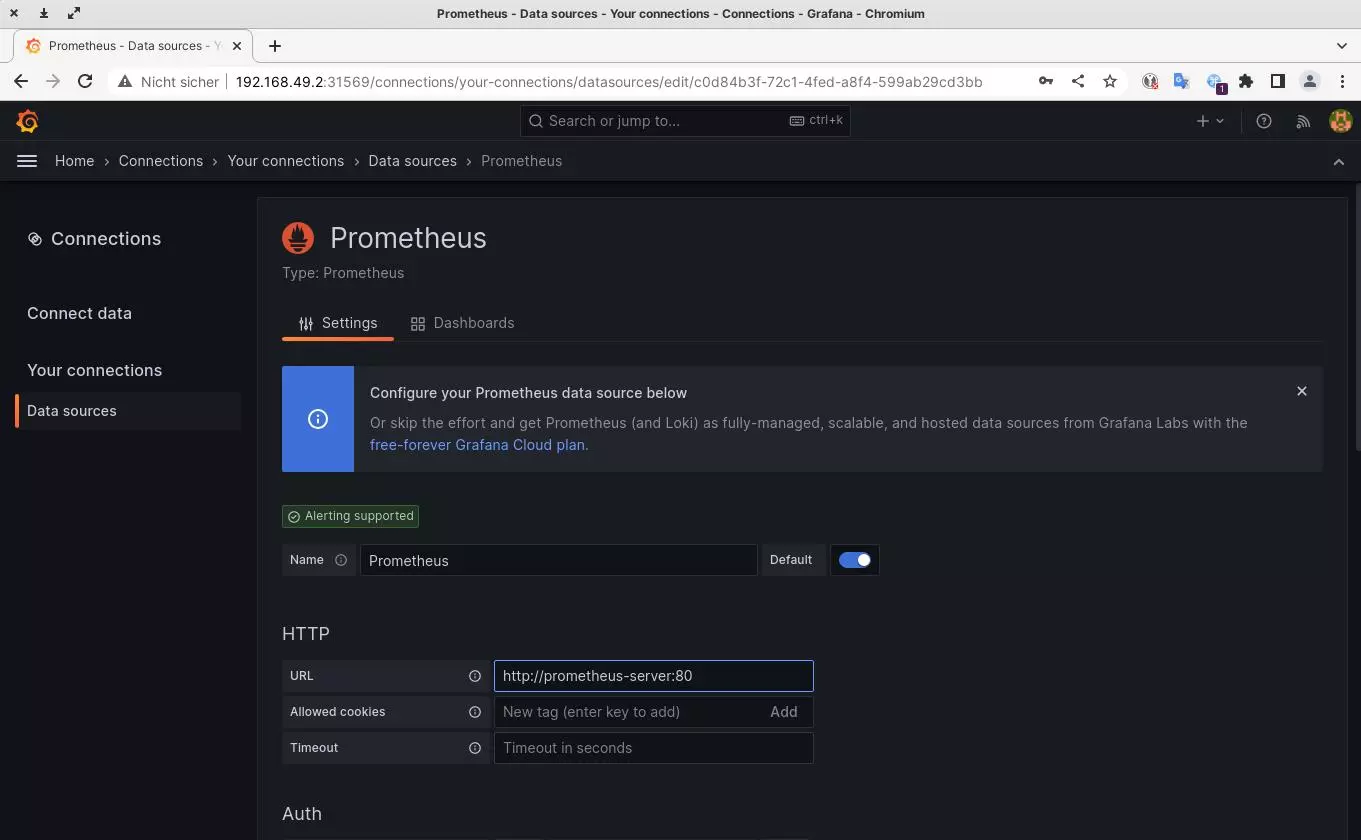 Prometheus - Data sources - Your connections - Connections - Grafana - Chromium
Prometheus - Data sources - Y
Nicht sicher 192.168.49.2:31569/connections/your-connections/datasources/edit/c0d84b3f-72c1-4fed-a8f4-599ab29cd3bb
1
Search or jump to... ctrl+k
Home › Connections › Your connections › Data sources › Prometheus
Connections
Connect data
Your connections
Data sources
Prometheus
Type: Prometheus
Settings Dashboards
Configure your Prometheus data source below
Or skip the effort and get Prometheus (and Loki) as fully-managed, scalable, and hosted data sources from Grafana Labs with the
free-forever Grafana Cloud plan.
Alerting supported
Name Prometheus Default
HTTP
URL http://prometheus-server:80
Allowed cookies New tag (enter key to add) Add
Timeout Timeout in seconds
Auth